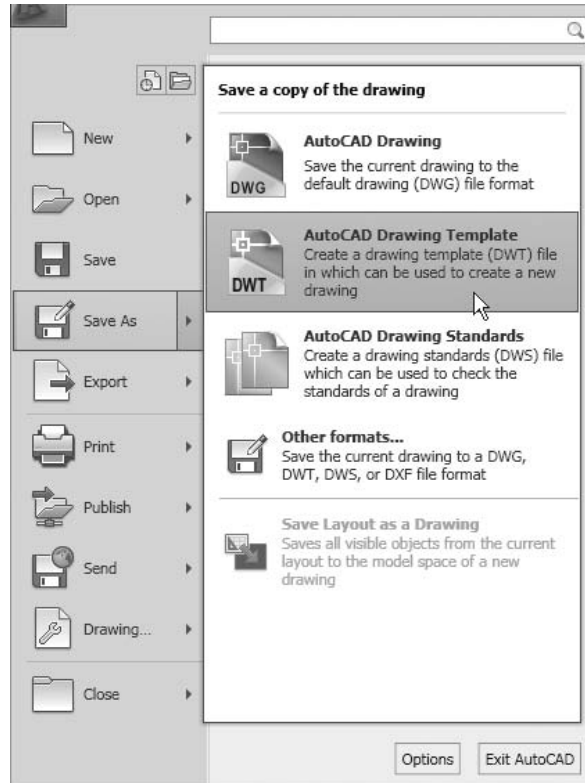 New
Open
Save
Save As
Export
Print
Publish
Send
Drawing...
Close
Save a copy of the drawing
DWG
AutoCAD Drawing
Save the current drawing to the
default drawing (DWG) file format
DWT
AutoCAD Drawing Template
Create a drawing template (DWT) file
in which can be used to create a new
drawing
AutoCAD Drawing Standards
Create a drawing standards (DWS) file
which can be used to check the
standards of a drawing
Other formats...
Save the current drawing to a DWG,
DWT, DWS, or DXF file format
Save Layout as a Drawing
Saves all visible objects from the current
layout to the model space of a new
drawing
Options
Exit AutoCAD